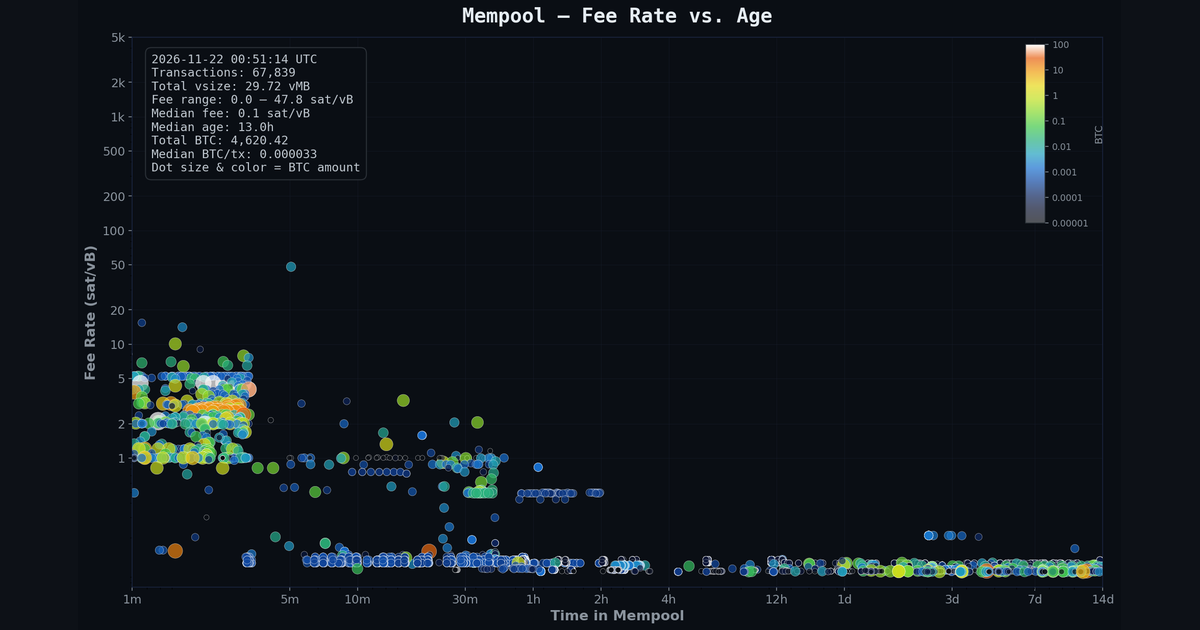 Mempool — Fee Rate vs. Age
2026-11-22 00:51:14 UTC
Transactions: 67,839
Total vsize: 29.72 vMB
Fee range: 0.0 – 47.8 sat/vB
Median fee: 0.1 sat/vB
Median age: 13.0h
Total BTC: 4,620.42
Median BTC/tx: 0.000033
Dot size & color = BTC amount
100
10
1
0.1
0.01
0.001
0.0001
0.00001
BTC
Fee Rate (sat/vB)
5k
2k
1k
500
200
100
50
20
10
5
2
1
1m
5m
10m
30m
1h
2h
4h
12h
1d
3d
7d
14d
Time in Mempool